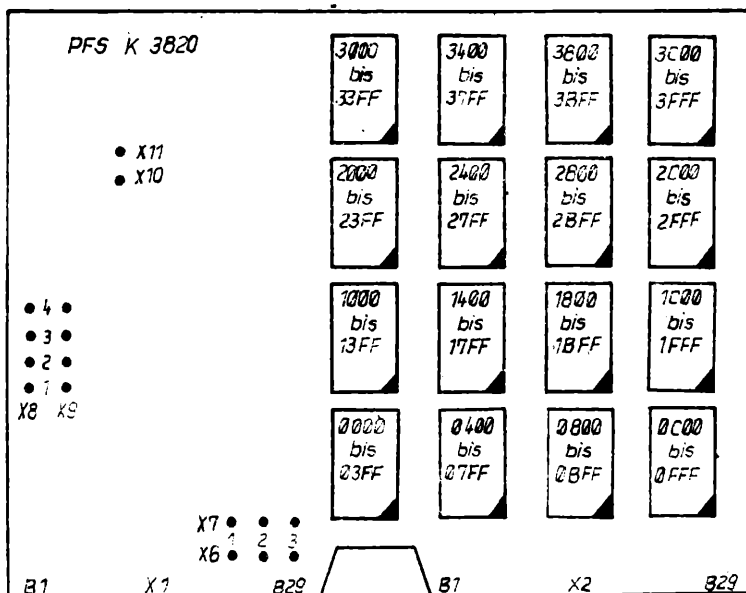 PFS K 3820
3000 3400 3800 3C00
bis bis bis bis
33FF 37FF 3BFF 3FFF
X11
X10
2000 2400 2800 2C00
bis bis bis bis
23FF 27FF 2BFF 2FFF
1000 1400 1800 1C00
bis bis bis bis
13FF 17FF 1BFF 1FFF
4
3
2
1
X8 X9
0000 0400 0800 0C00
bis bis bis bis
03FF 07FF 0BFF 0FFF
X7
1 2 3
X6
B1 X1 B29 B1 X2 B29